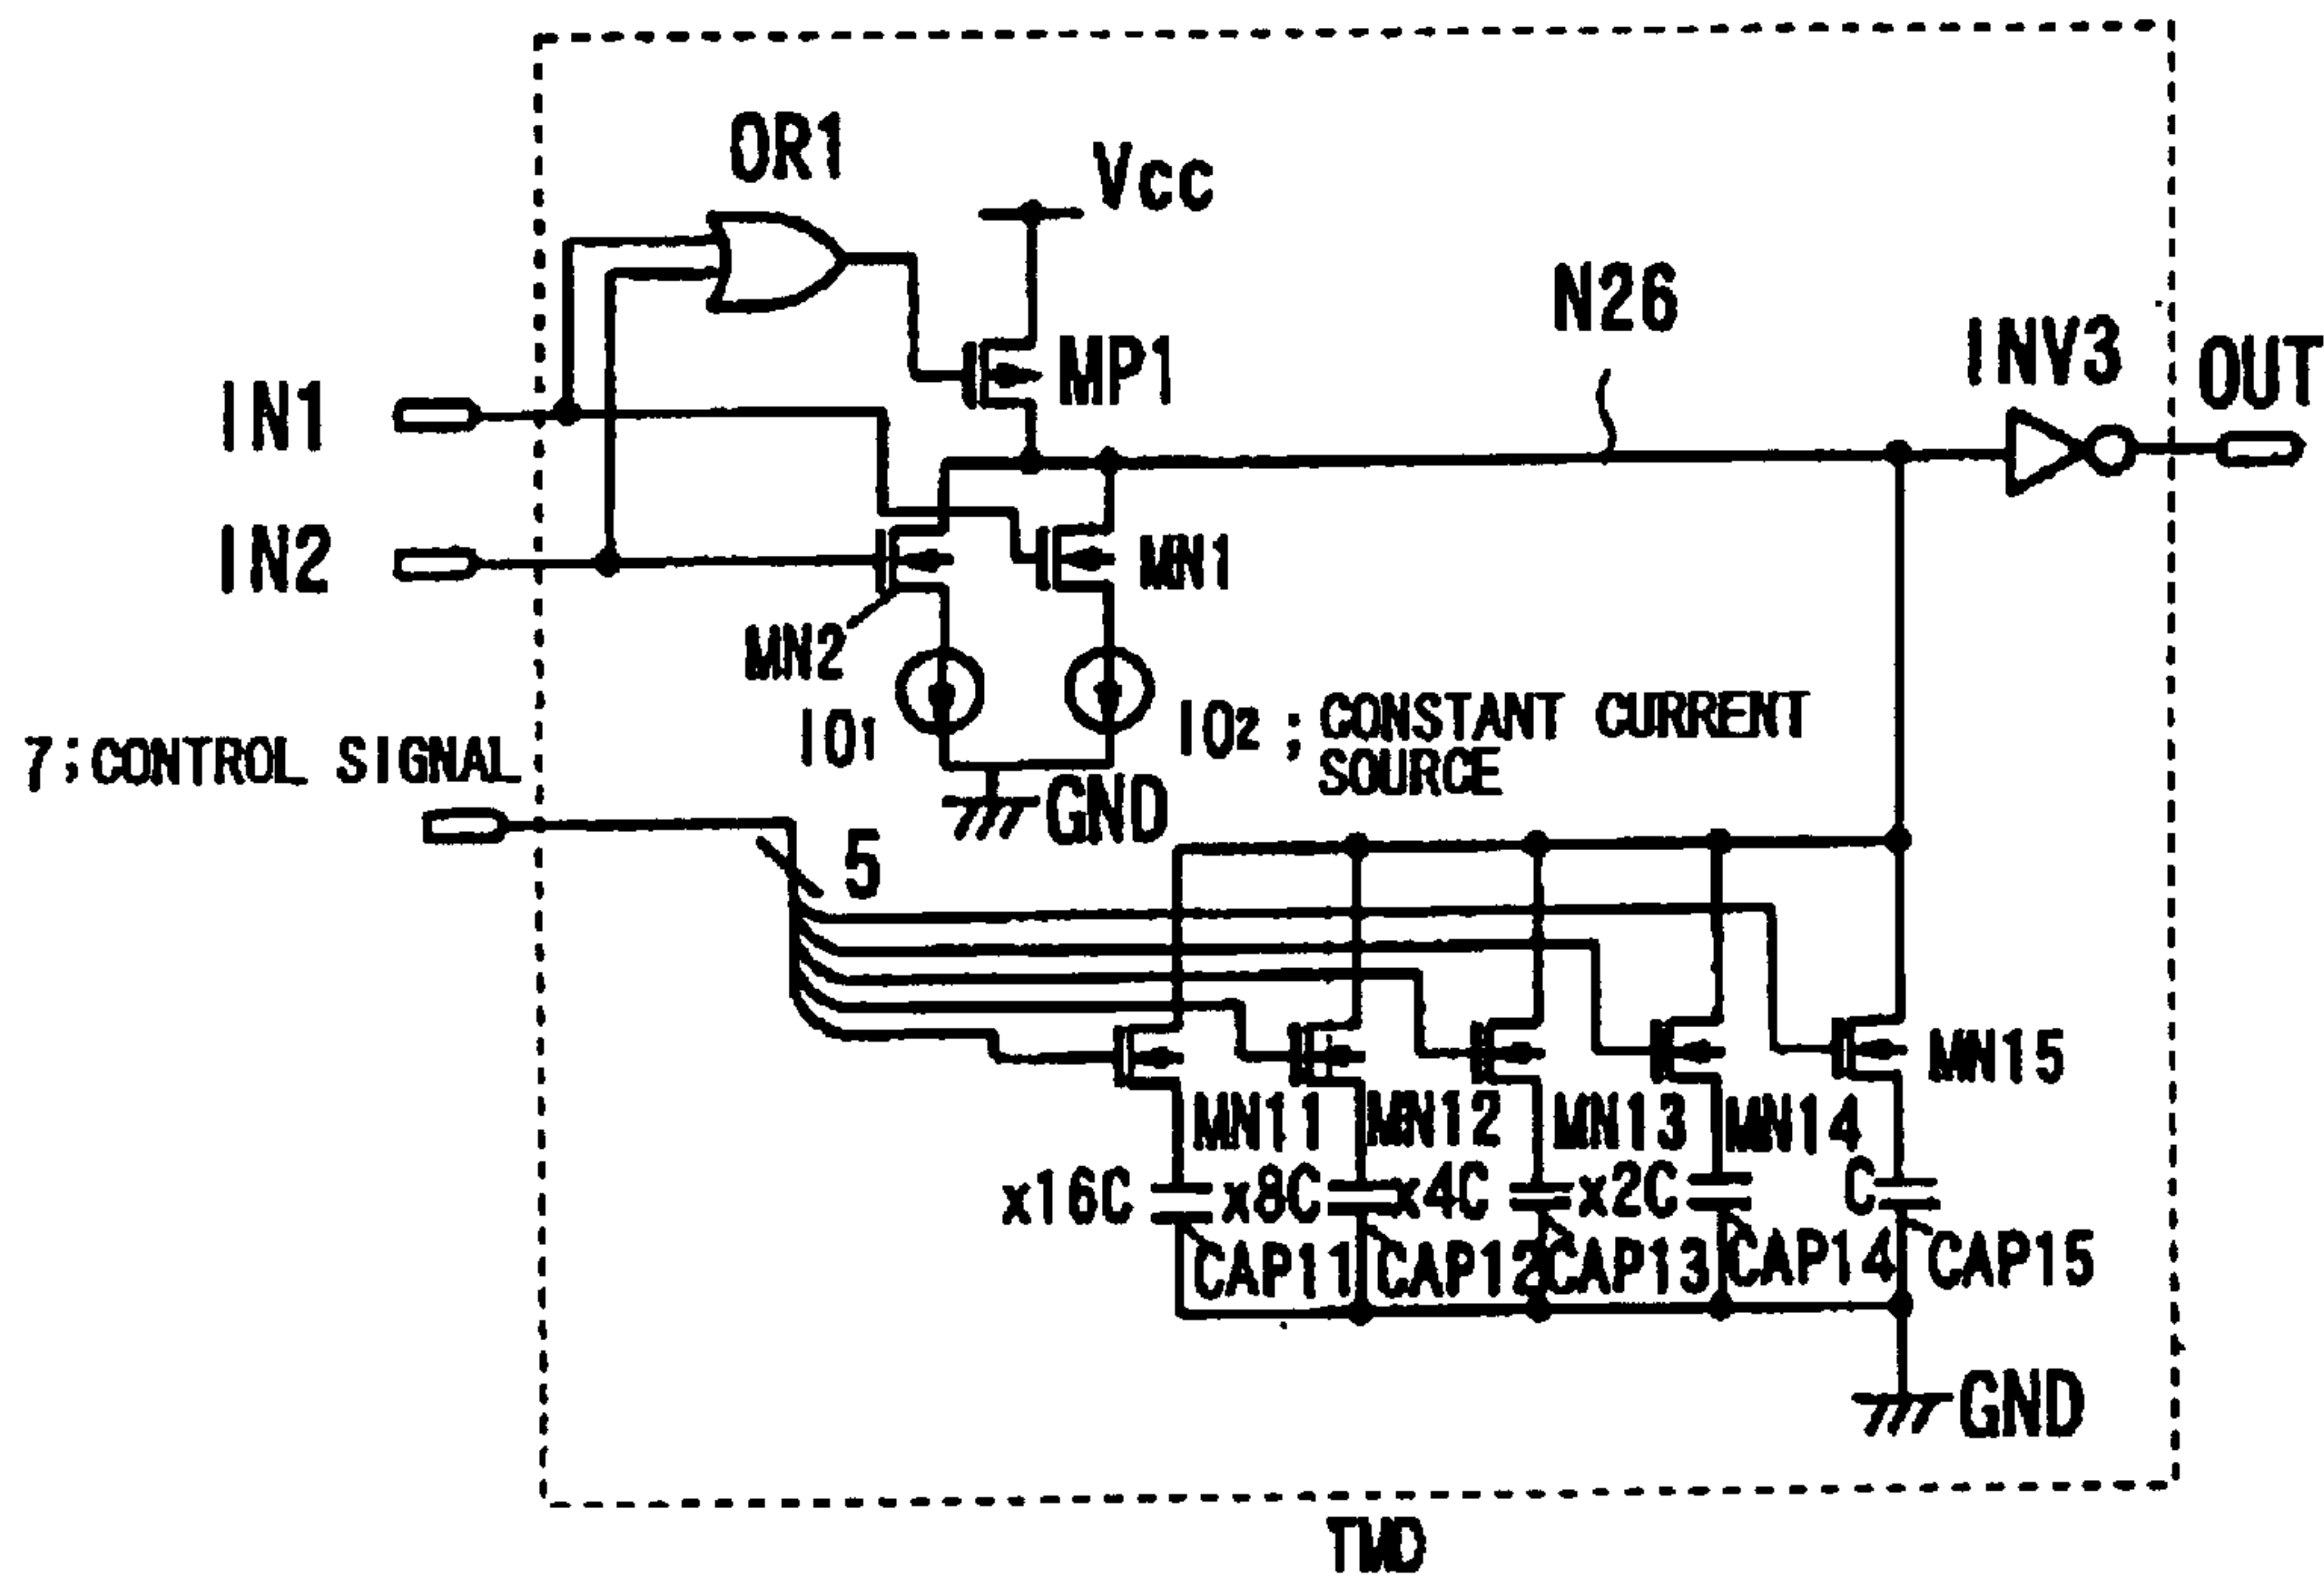 OR1
Vcc
N26
INV3
OUT
MP1
IN1
IN2
MN1
MN2
IO1
IO2 ; CONSTANT CURRENT
SOURCE
7;CONTROL SIGNAL
GND
5
MN15
MN11
MN12
MN13
MN14
x16C
x8C
x4C
x2C
C
CAP11
CAP12
CAP13
CAP14
CAP15
GND
TMD